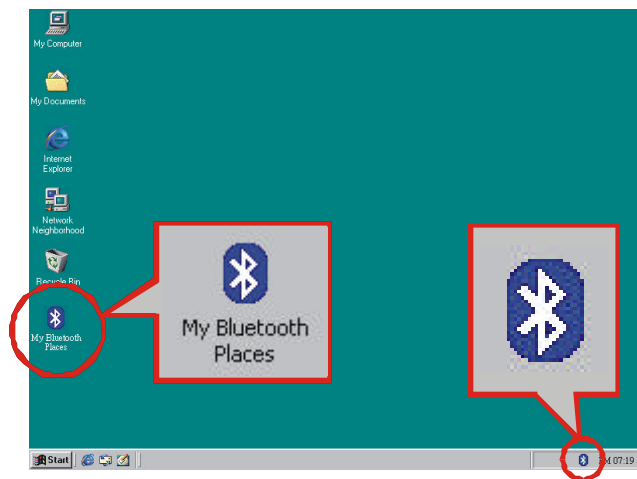 My Computer
My Documents
Internet
Explorer
Network
Neighborhood
Recycle Bin
My Bluetooth
Places
My Bluetooth
Places
Start
PM 07:19